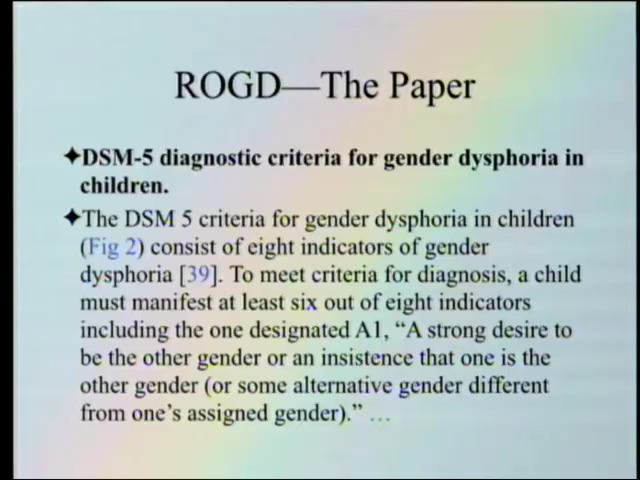 ROGD—The Paper
✦DSM-5 diagnostic criteria for gender dysphoria in
children.
✦The DSM 5 criteria for gender dysphoria in children
(Fig 2) consist of eight indicators of gender
dysphoria [39]. To meet criteria for diagnosis, a child
must manifest at least six out of eight indicators
including the one designated A1, “A strong desire to
be the other gender or an insistence that one is the
other gender (or some alternative gender different
from one’s assigned gender).” …